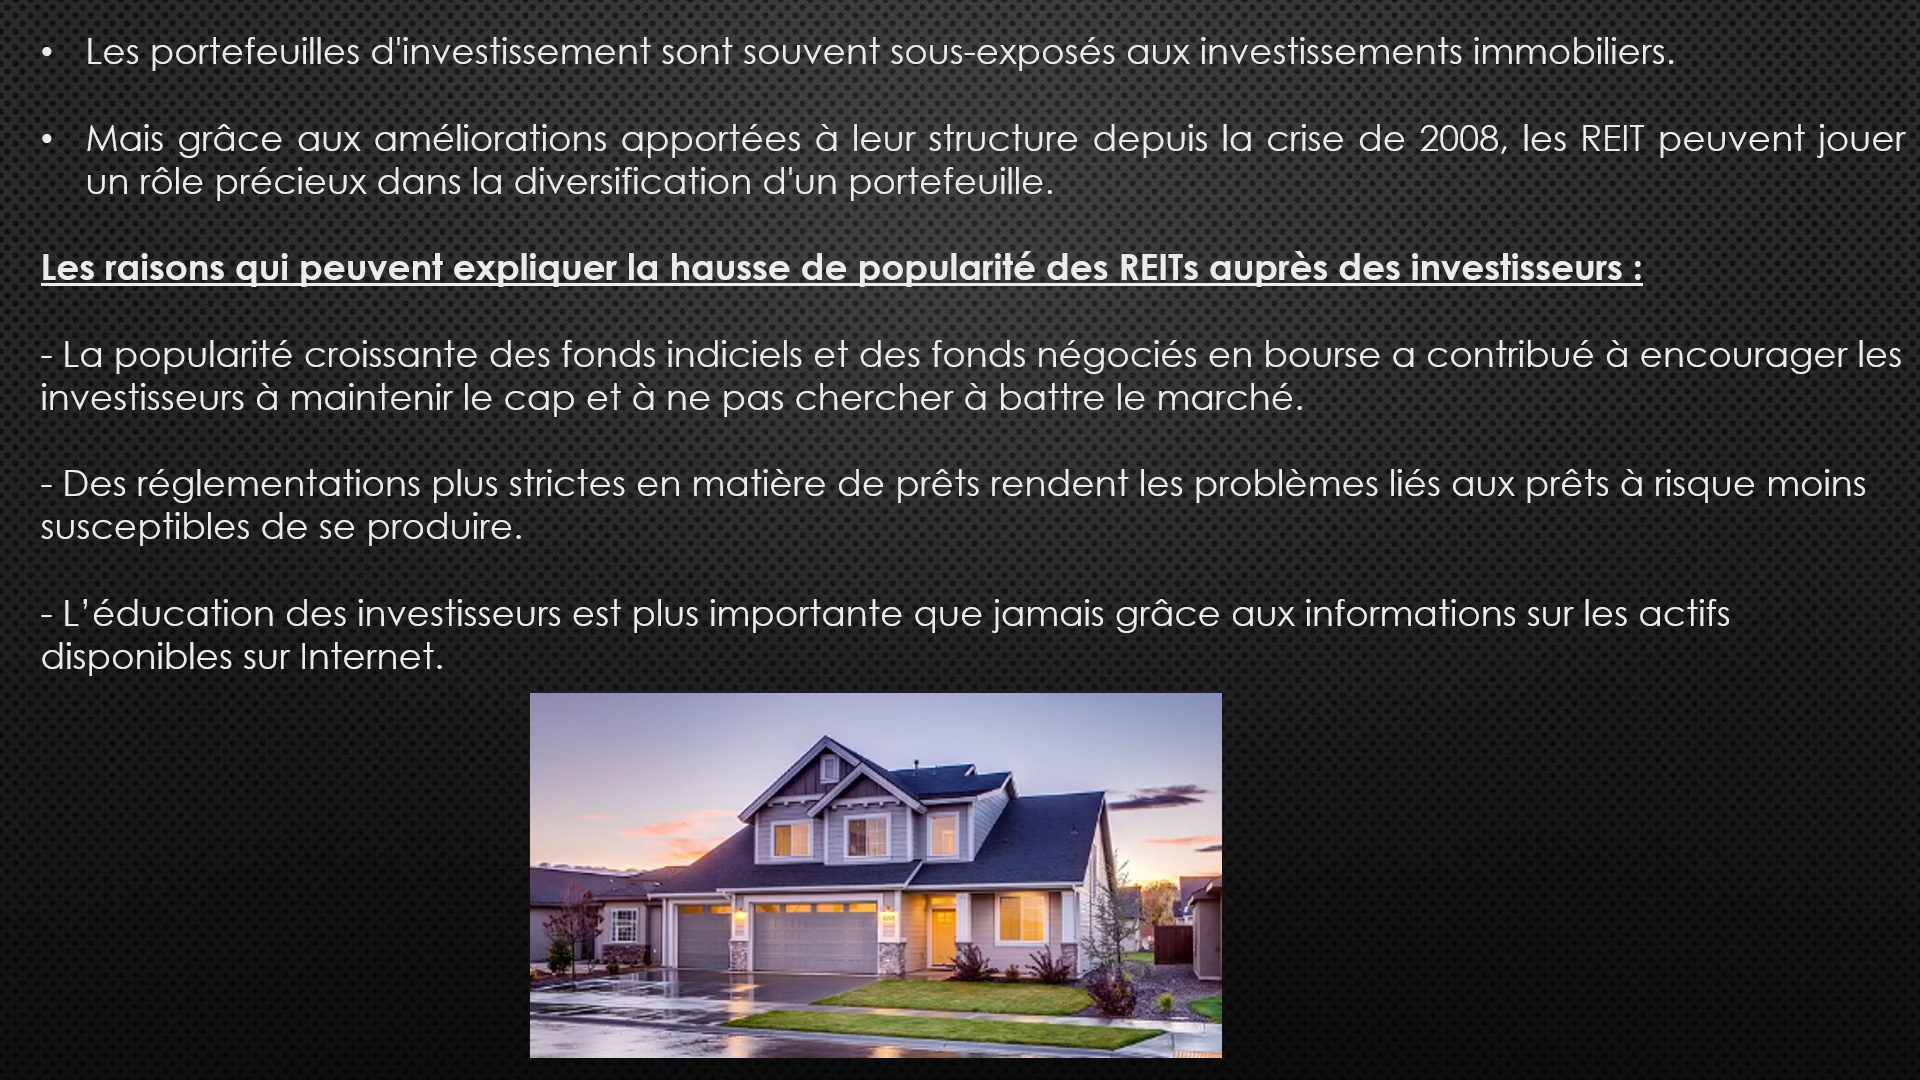 • Les portefeuilles d'investissement sont souvent sous-exposés aux investissements immobiliers.
• Mais grâce aux améliorations apportées à leur structure depuis la crise de 2008, les REIT peuvent jouer
un rôle précieux dans la diversification d'un portefeuille.
Les raisons qui peuvent expliquer la hausse de popularité des REITs auprès des investisseurs :
- La popularité croissante des fonds indiciels et des fonds négociés en bourse a contribué à encourager les
investisseurs à maintenir le cap et à ne pas chercher à battre le marché.
- Des réglementations plus strictes en matière de prêts rendent les problèmes liés aux prêts à risque moins
susceptibles de se produire.
- L’éducation des investisseurs est plus importante que jamais grâce aux informations sur les actifs
disponibles sur Internet.